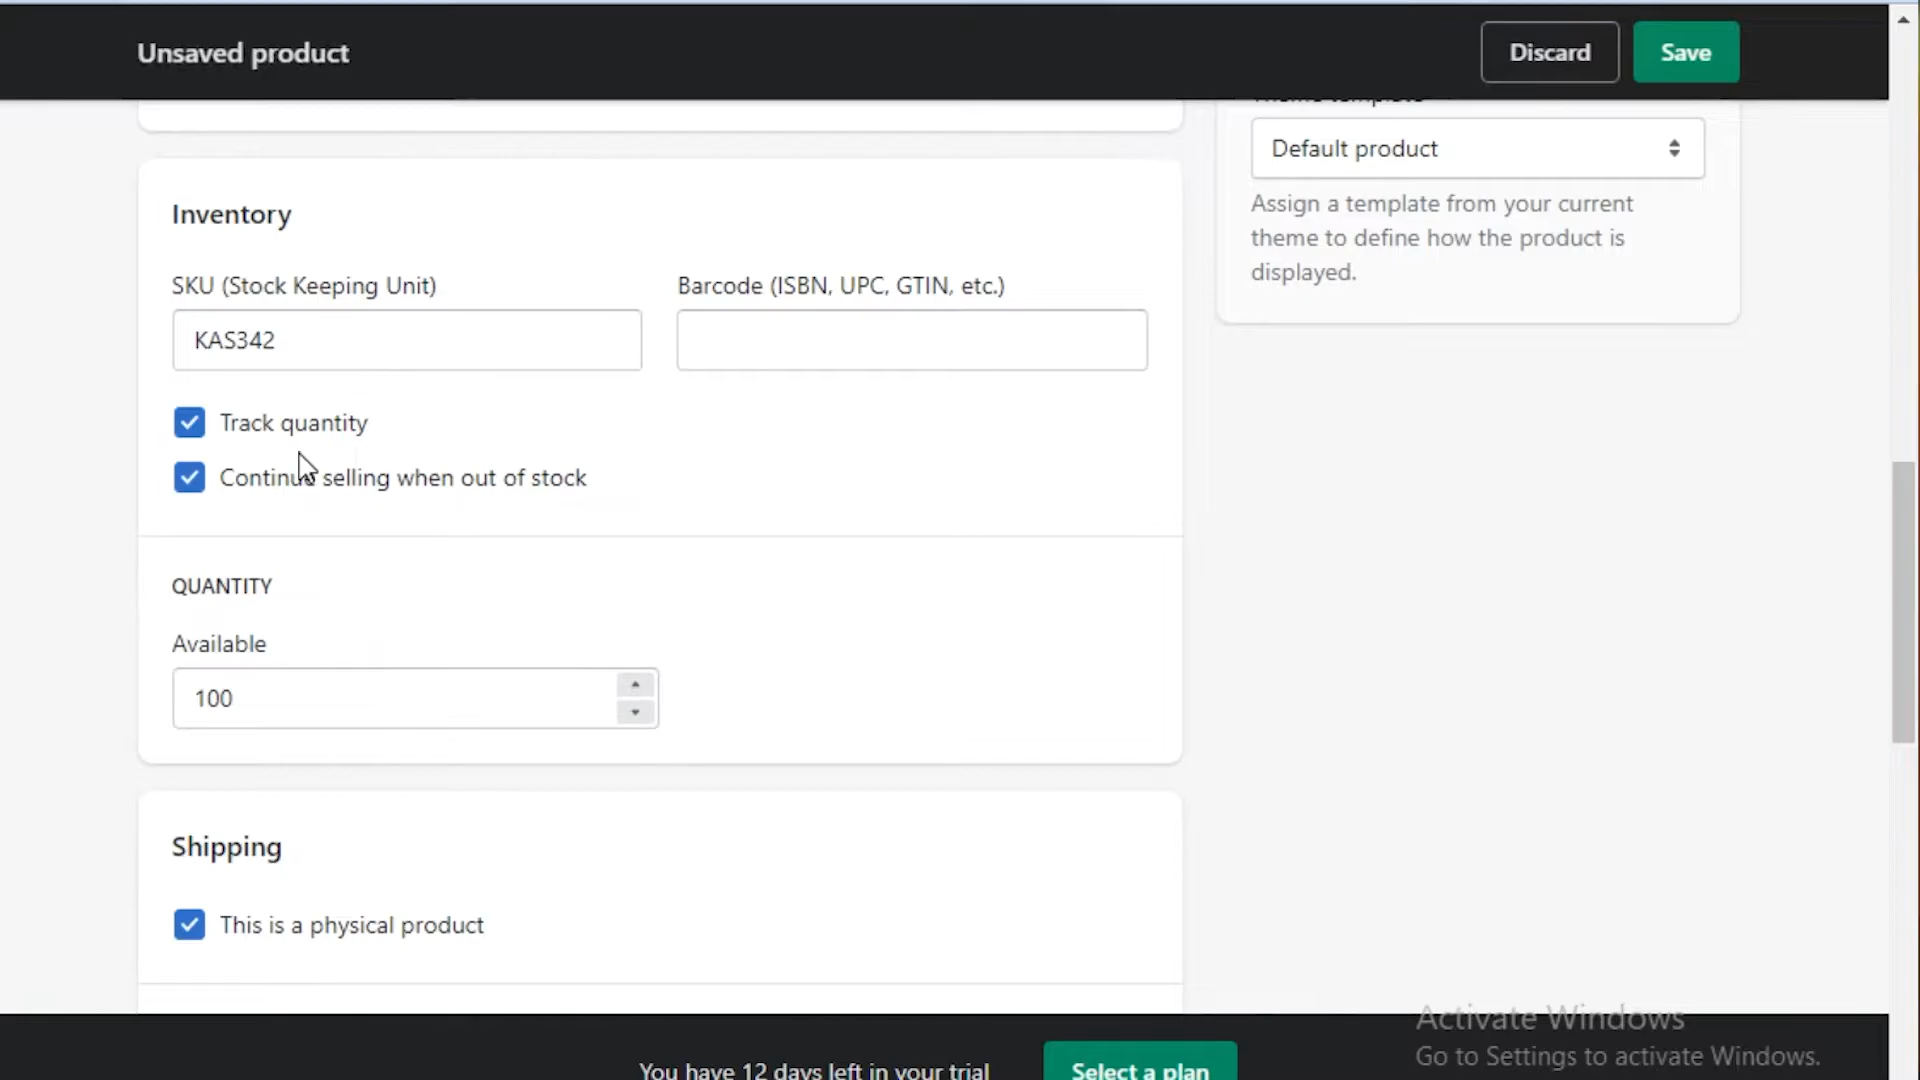 Unsaved product
Discard
Save
Theme template
Default product
Assign a template from your current
theme to define how the product is
displayed.
Inventory
SKU (Stock Keeping Unit)
Barcode (ISBN, UPC, GTIN, etc.)
KAS342
Track quantity
Continue selling when out of stock
QUANTITY
Available
100
Shipping
This is a physical product
You have 12 days left in your trial
Select a plan
Activate Windows
Go to Settings to activate Windows.